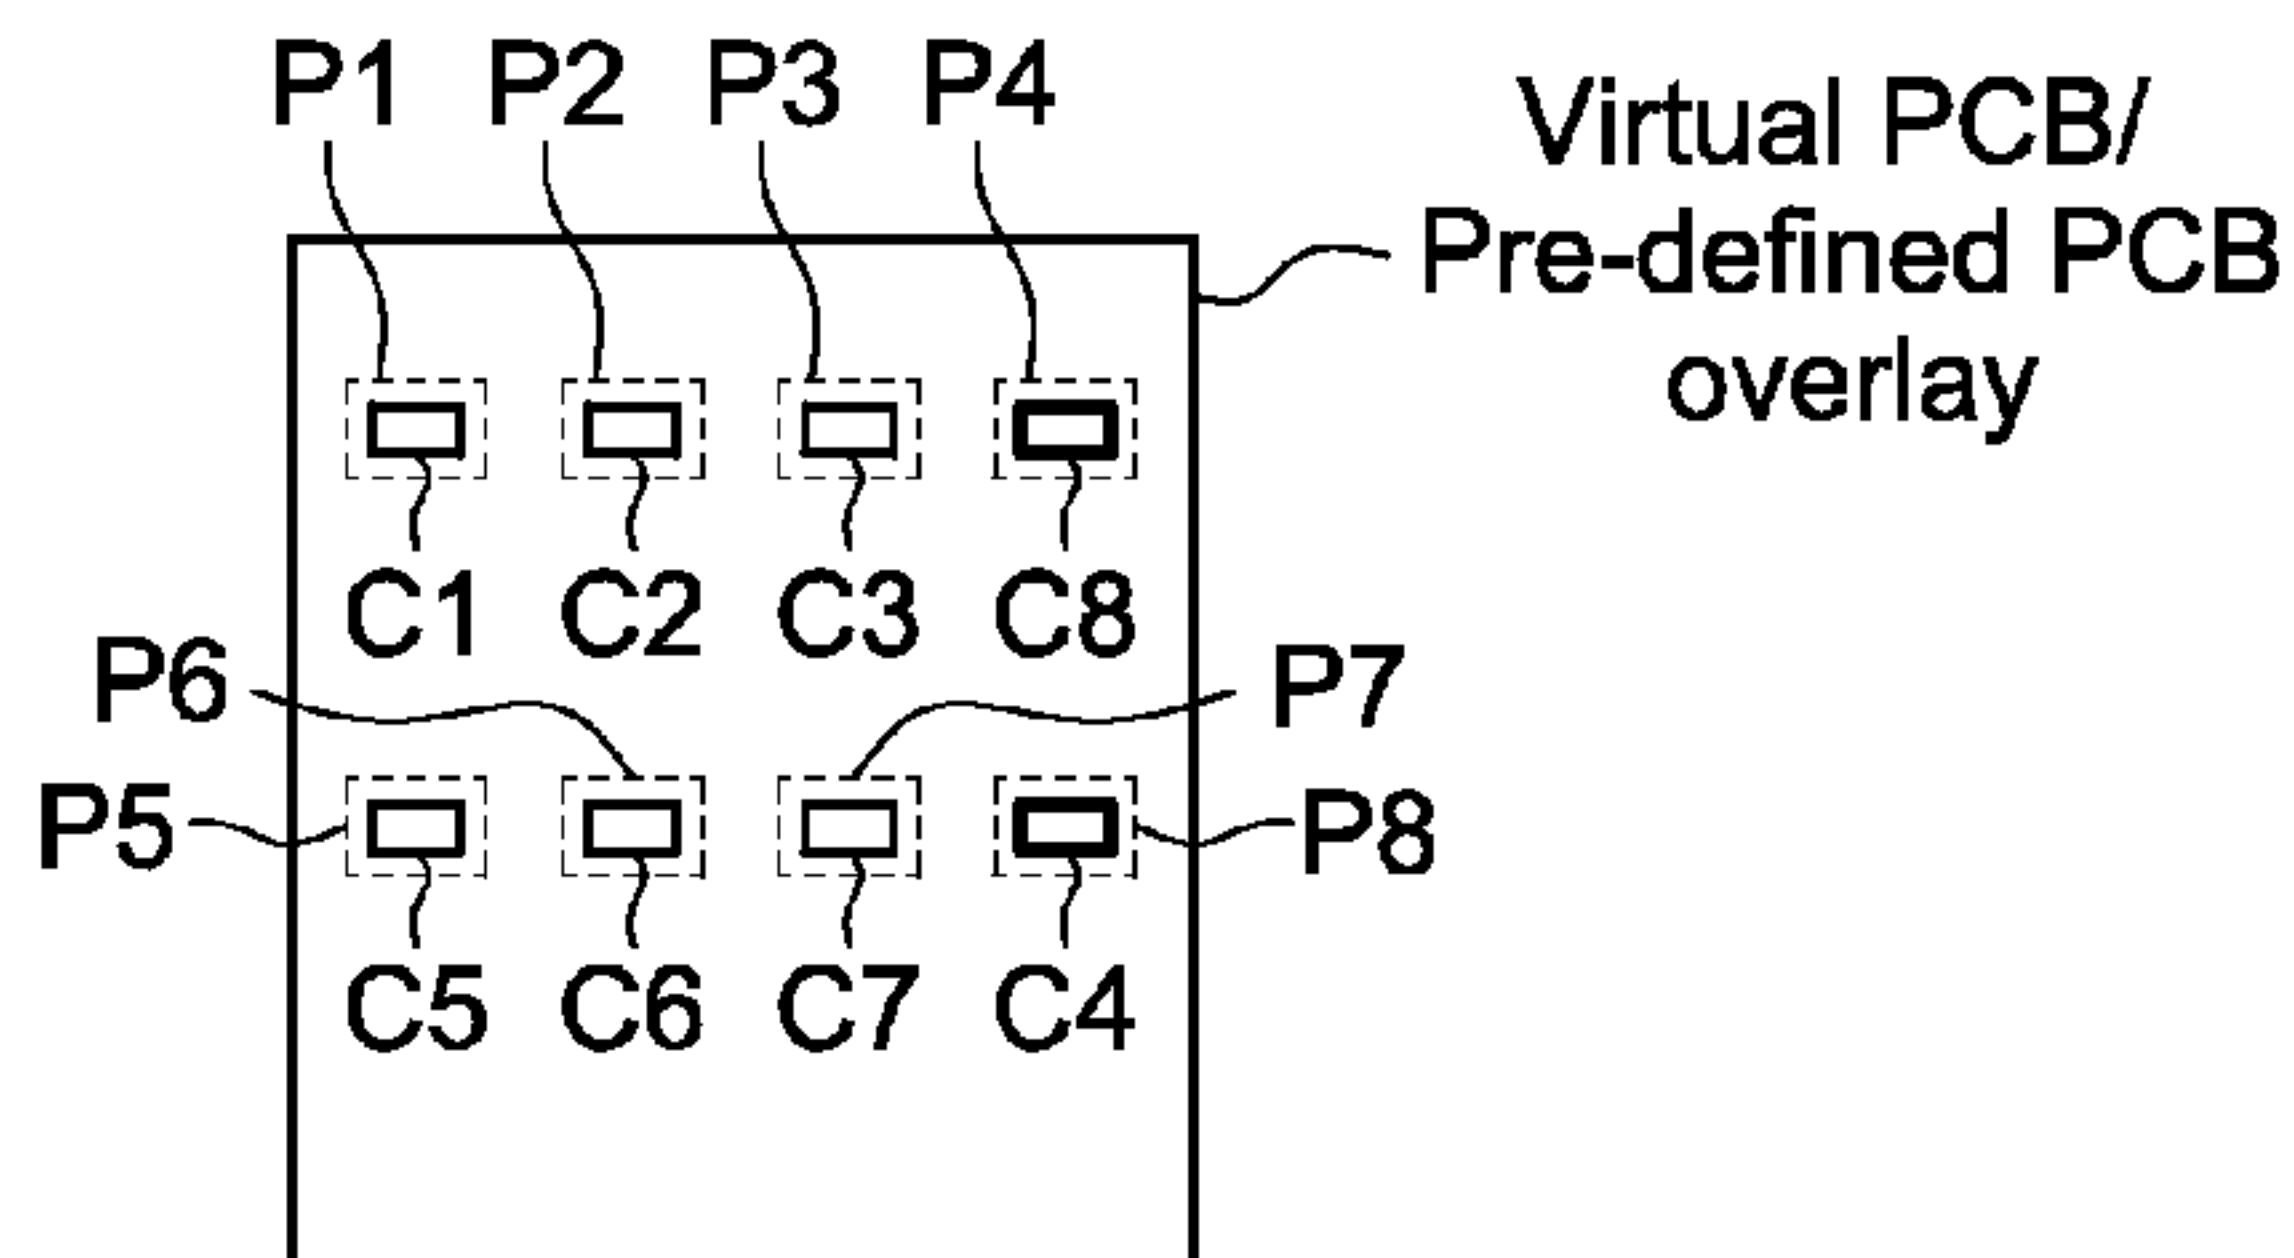 P1 P2 P3 P4
Virtual PCB/
Pre-defined PCB
overlay
C1 C2 C3 C8
P6 P7
P5 P8
C5 C6 C7 C4